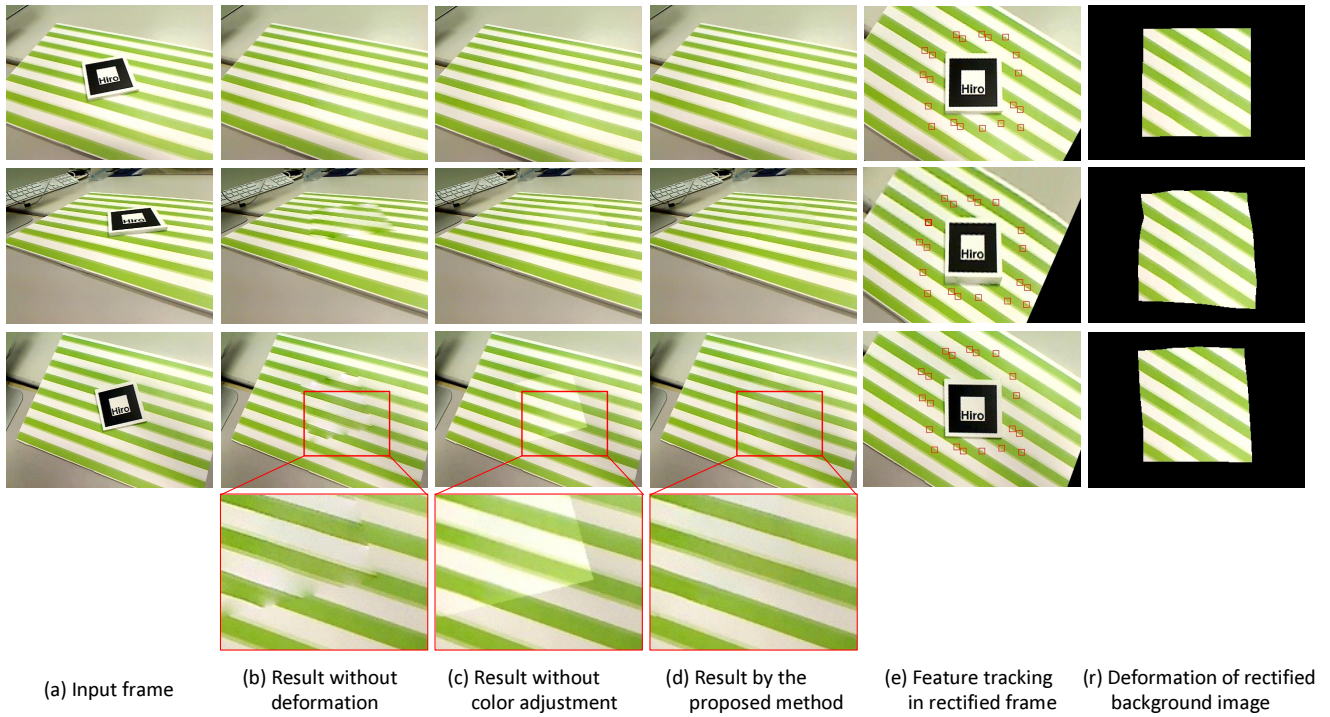 Hiro
Hiro
Hiro
Hiro
Hiro
Hiro
(a) Input frame
(b) Result without
deformation
(c) Result without
color adjustment
(d) Result by the
proposed method
(e) Feature tracking
in rectified frame
(r) Deformation of rectified
background image